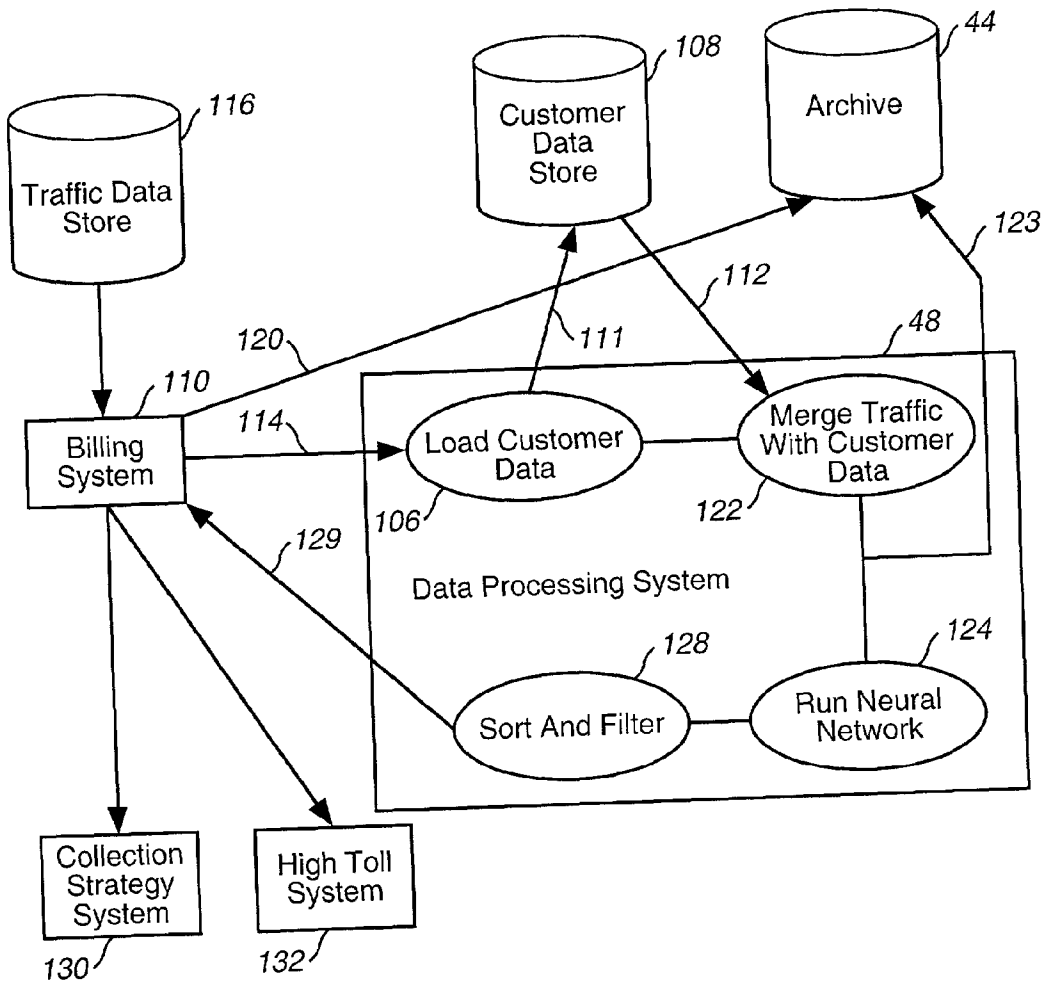 44
108
Archive
Customer
Data
Store
116
Traffic Data
Store
123
112
111
48
120
110
114
Billing
System
Load Customer
Data
Merge Traffic
With Customer
Data
106
122
129
Data Processing System
128
124
Sort And Filter
Run Neural
Network
Collection
Strategy
System
High Toll
System
130
132